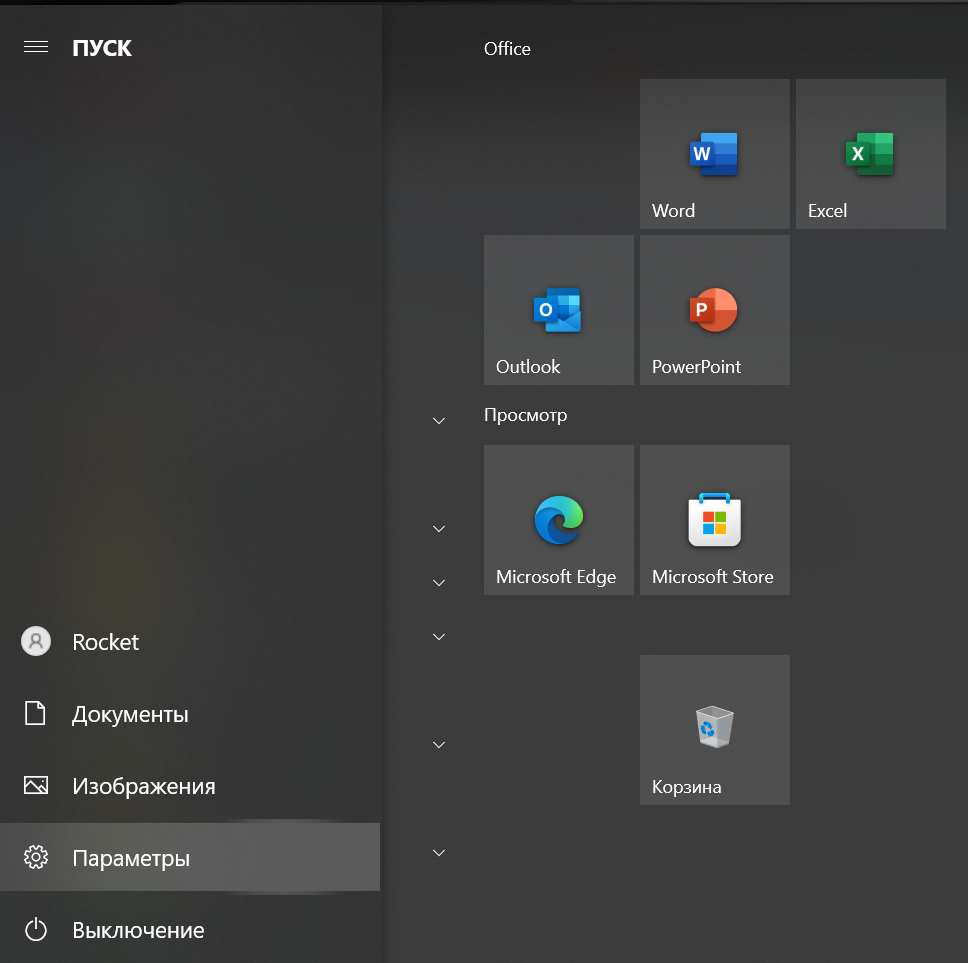 ПУСК
Rocket
Документы
Изображения
Параметры
Выключение
Office
Word
Excel
Outlook
PowerPoint
Просмотр
Microsoft Edge
Microsoft Store
Корзина